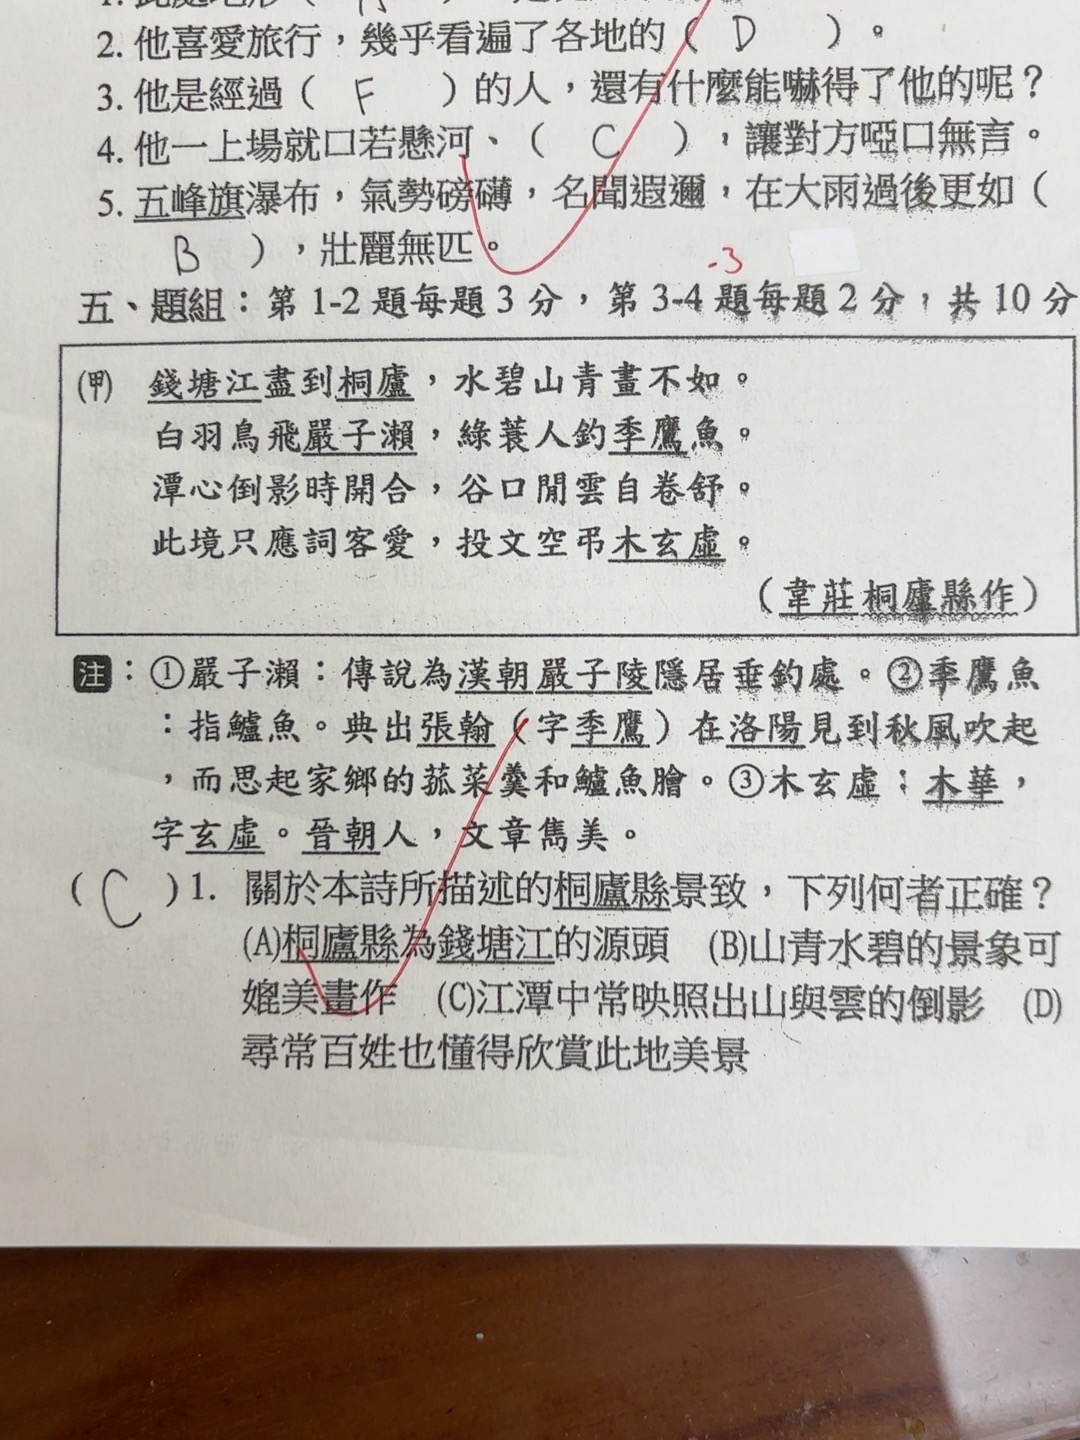 2. 他喜愛旅行，幾乎看遍了各地的（ D ）。
3. 他是經過（ F ）的人，還有什麼能嚇得了他的呢？
4. 他一上場就口若懸河、（ C ），讓對方啞口無言。
5. 五峰旗瀑布，氣勢磅礴，名聞遐邇，在大雨過後更如（
B ），壯麗無匹。
-3
五、題組：第 1-2 題每題 3 分，第 3-4 題每題 2 分，共 10 分
(甲) 錢塘江盡到桐廬，水碧山青畫不如。
白羽鳥飛嚴子瀨，綠蓑人釣季鷹魚。
潭心倒影時開合，谷口閒雲自卷舒。
此境只應詞客愛，投文空弔木玄虛。
（韋莊桐廬縣作）
注：①嚴子瀨：傳說為漢朝嚴子陵隱居垂釣處。②季鷹魚
：指鱸魚。典出張翰（字季鷹）在洛陽見到秋風吹起
，而思起家鄉的菰菜羹和鱸魚膾。③木玄虛：木華，
字玄虛。晉朝人，文章雋美。
( C ) 1. 關於本詩所描述的桐廬縣景致，下列何者正確？
(A)桐廬縣為錢塘江的源頭 (B)山青水碧的景象可
媲美畫作 (C)江潭中常映照出山與雲的倒影 (D)
尋常百姓也懂得欣賞此地美景